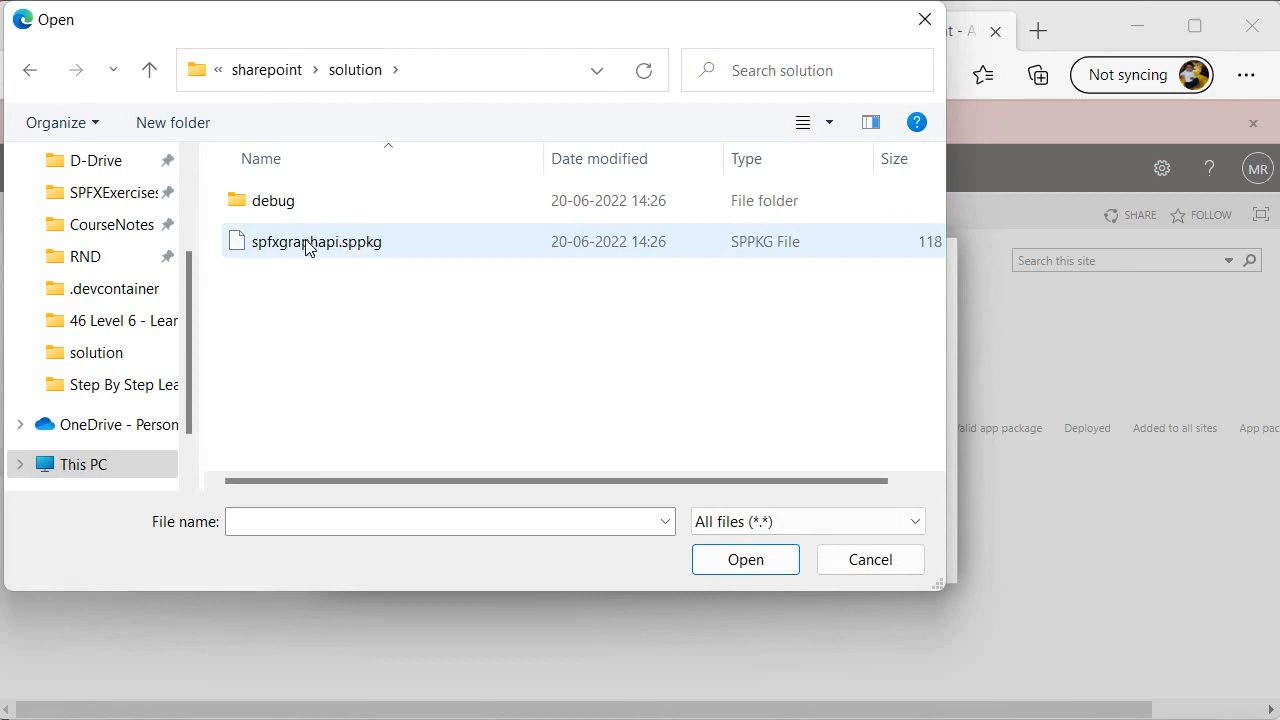 Open
t - A
sharepoint
solution
Search solution
Not syncing
Organize
New folder
Name
Date modified
Type
Size
D-Drive
SPFXExercises
CourseNotes
RND
.devcontainer
46 Level 6 - Lear
solution
Step By Step Lea
OneDrive - Person
This PC
debug
20-06-2022 14:26
File folder
spfxgraphapi.sppkg
20-06-2022 14:26
SPPKG File
118
MR
SHARE
FOLLOW
Search this site
alid app package
Deployed
Added to all sites
App pac
File name:
All files (*.*)
Open
Cancel